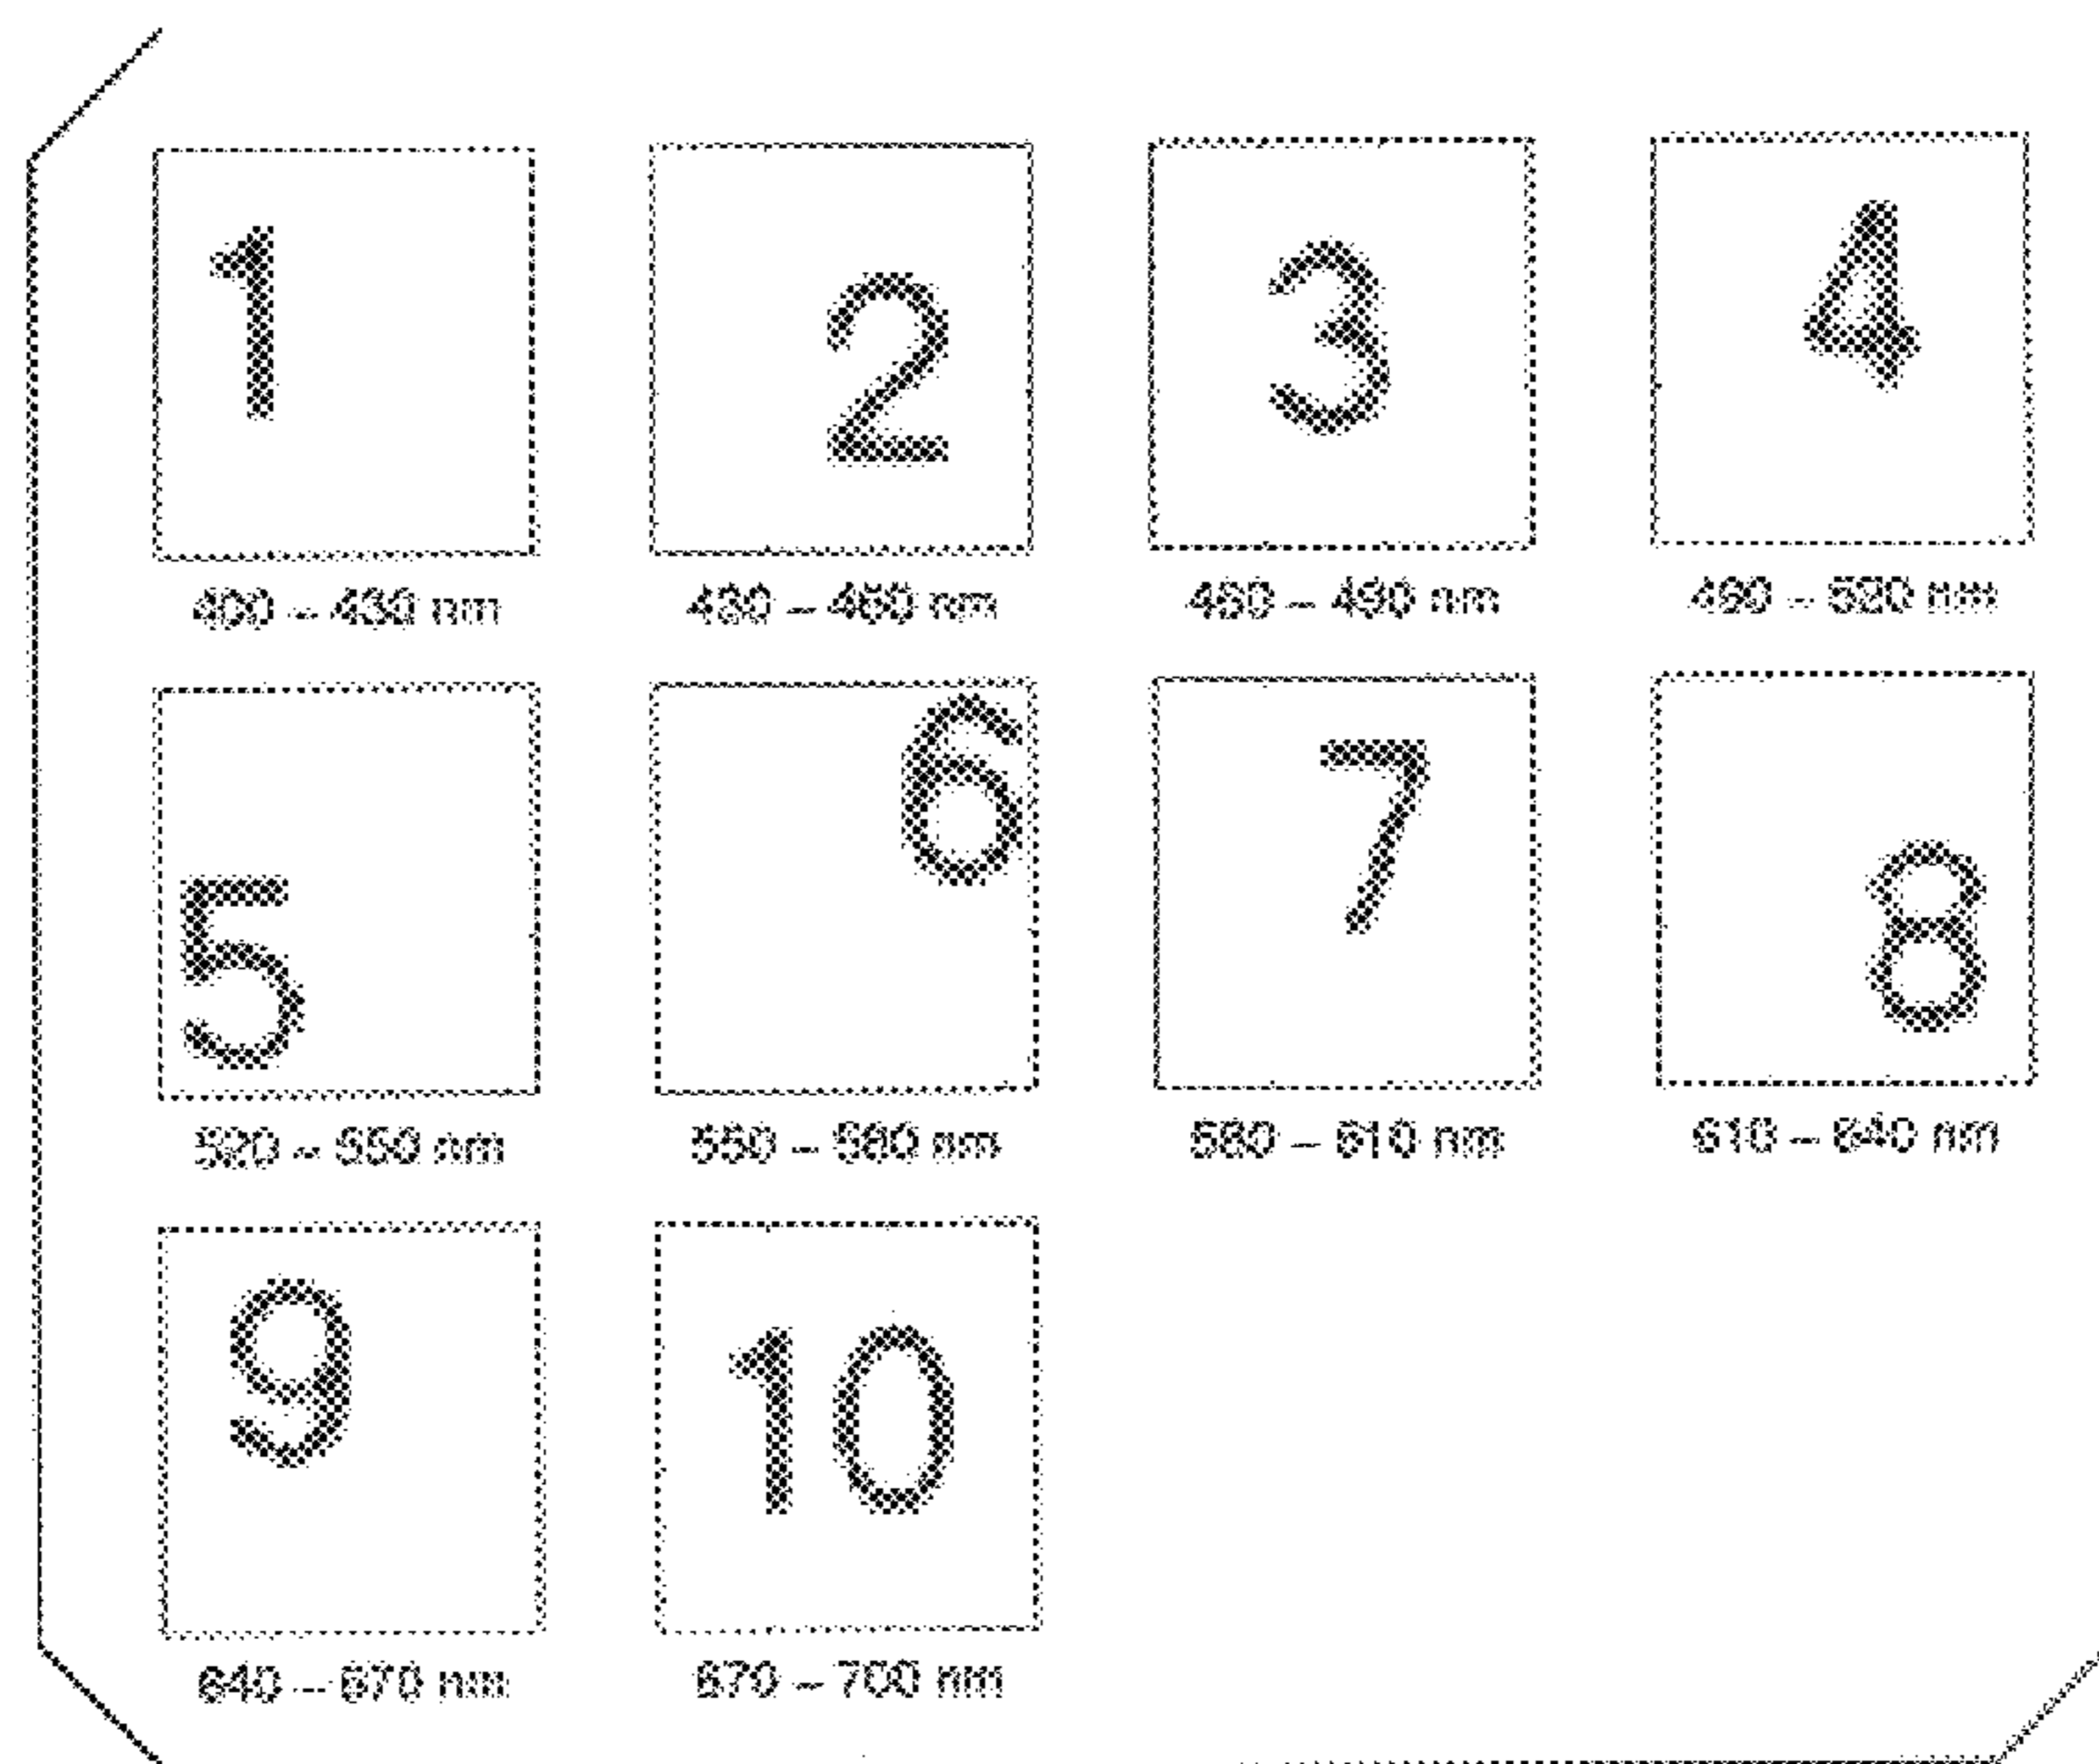 1 2 3 4
400 – 430 nm 430 – 460 nm 460 – 490 nm 490 – 520 nm
5 6 7 8
520 – 550 nm 550 – 580 nm 580 – 610 nm 610 – 640 nm
9 10
640 – 670 nm 670 – 700 nm